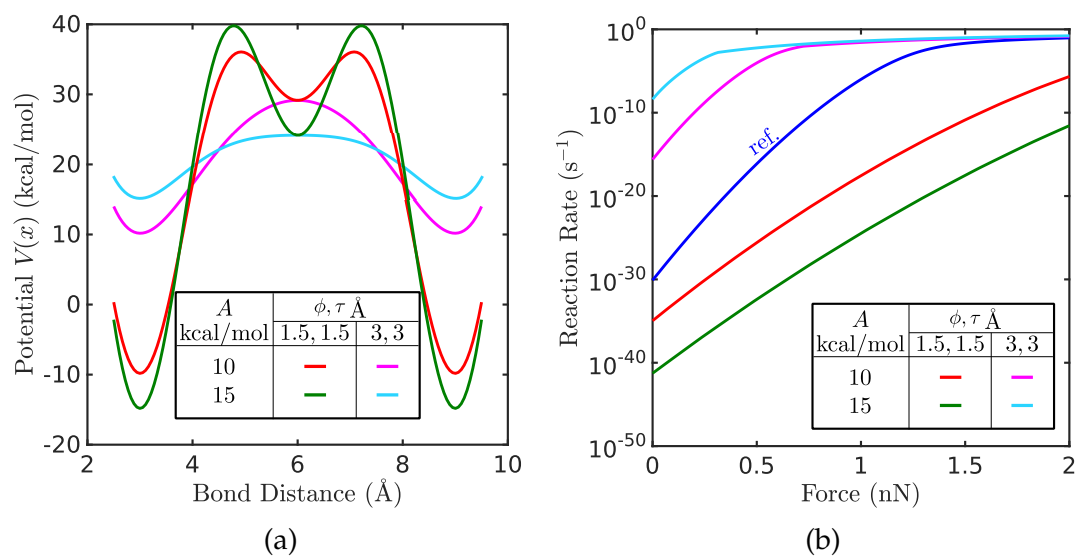 40
30
20
10
0
-10
-20
2 4 6 8 10
Potential V(x) (kcal/mol)
Bond Distance (Å)
A ϕ, τ Å
kcal/mol 1.5, 1.5 3, 3
10
15
(a)
10^0
10^-10
10^-20
10^-30
10^-40
10^-50
0 0.5 1 1.5 2
Reaction Rate (s^-1)
Force (nN)
ref.
A ϕ, τ Å
kcal/mol 1.5, 1.5 3, 3
10
15
(b)